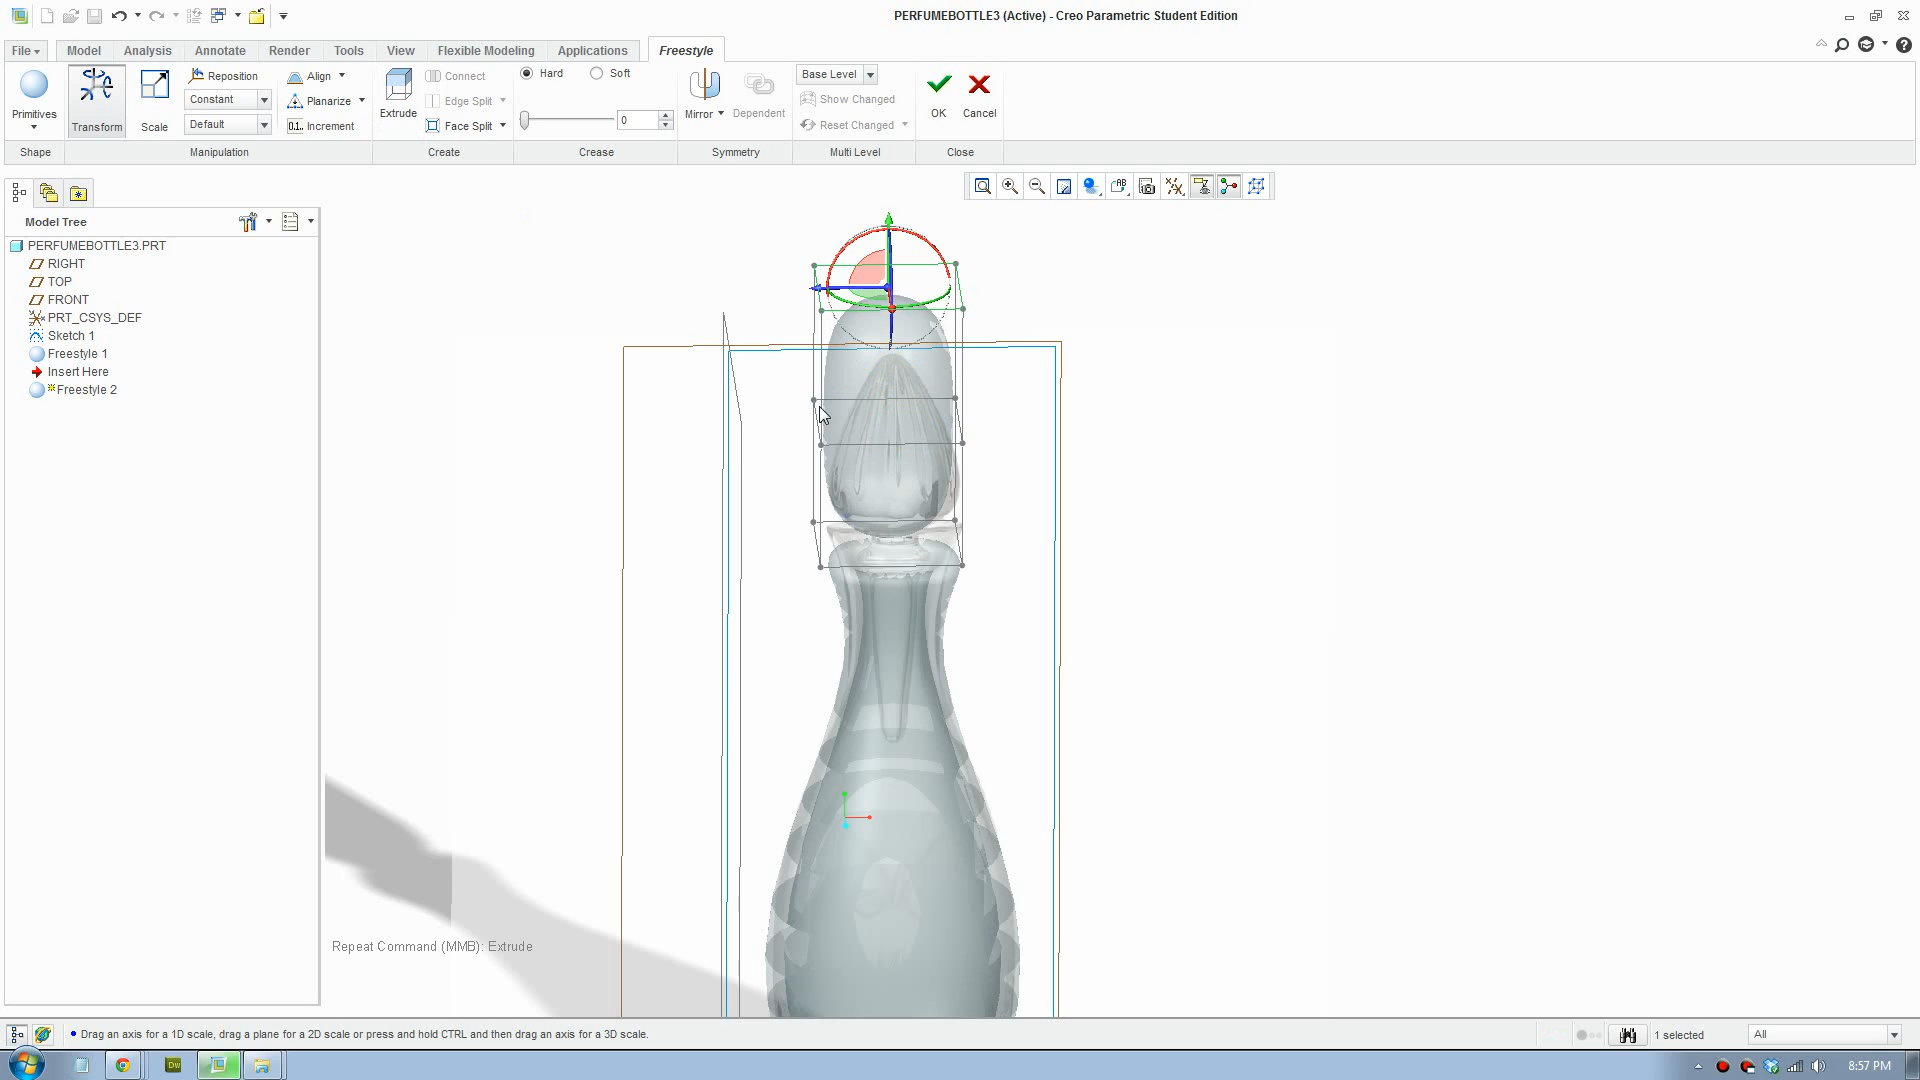 PERFUMEBOTTLE3 (Active) - Creo Parametric Student Edition
File Model Analysis Annotate Render Tools View Flexible Modeling Applications Freestyle
Primitives
Transform
Scale
Reposition
Constant
Default
Align
Planarize
0.1.. Increment
Extrude
Connect
Edge Split
Face Split
Hard Soft
0
Mirror
Dependent
Base Level
Show Changed
Reset Changed
OK
Cancel
Shape Manipulation Create Crease Symmetry Multi Level Close
Model Tree
PERFUMEBOTTLE3.PRT
RIGHT
TOP
FRONT
PRT_CSYS_DEF
Sketch 1
Freestyle 1
Insert Here
Freestyle 2
Repeat Command (MMB): Extrude
Drag an axis for a 1D scale, drag a plane for a 2D scale or press and hold CTRL and then drag an axis for a 3D scale.
1 selected
All
Dw
8:57 PM